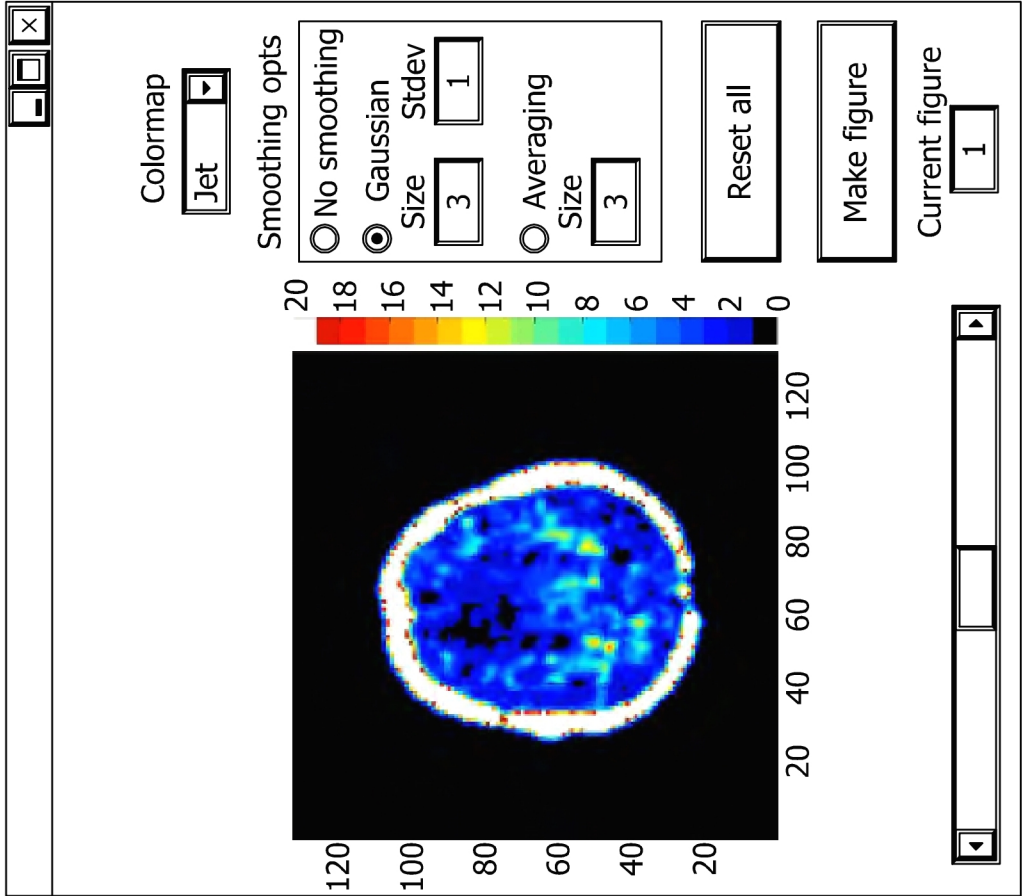 120
100
80
60
40
20
20 40 60 80 100 120
20
18
16
14
12
10
8
6
4
2
0
Colormap
Jet
Smoothing opts
No smoothing
Gaussian
Size Stdev
3 1
Averaging
Size
3
Reset all
Make figure
Current figure
1